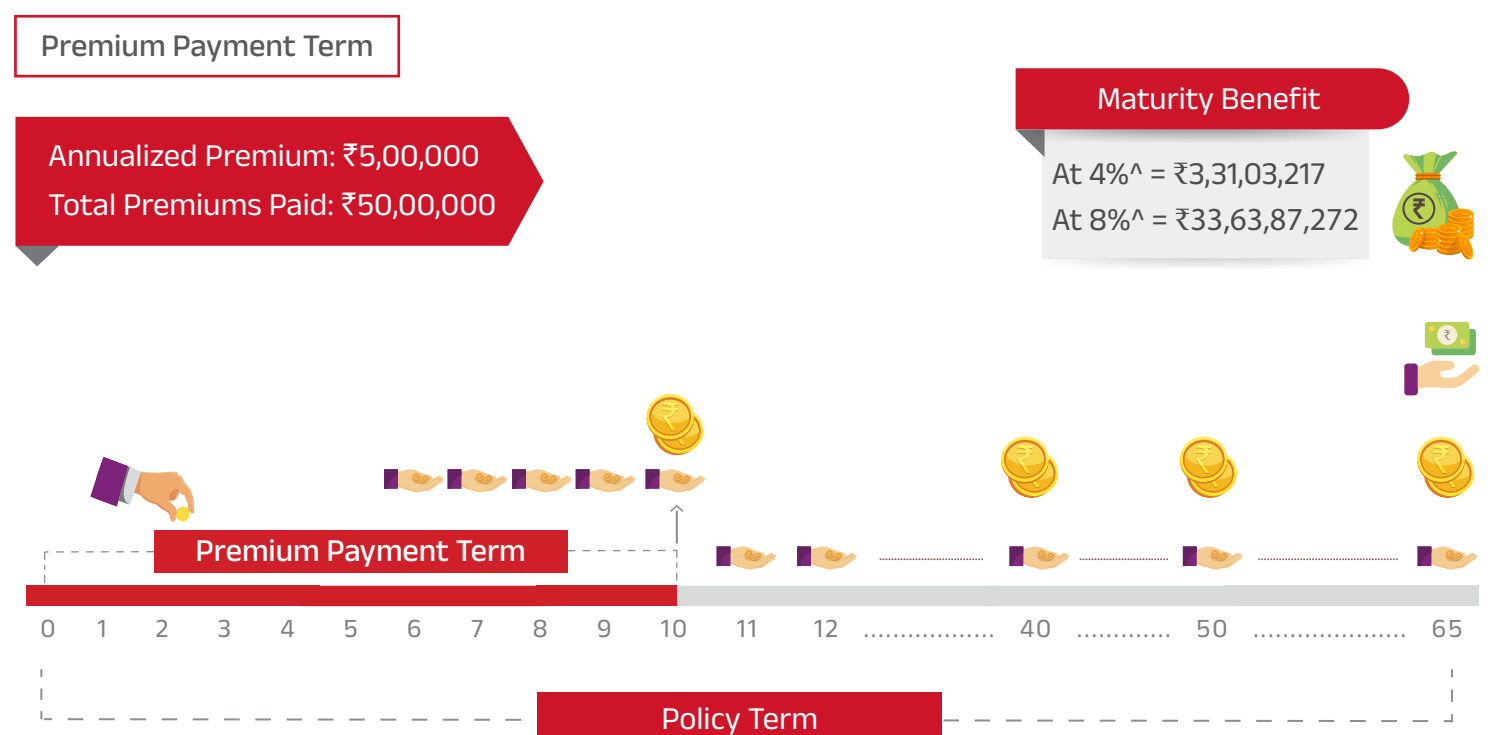 Premium Payment Term
Annualized Premium: ₹5,00,000
Total Premiums Paid: ₹50,00,000
Maturity Benefit
At 4%^ = ₹3,31,03,217
At 8%^ = ₹33,63,87,272
Premium Payment Term
0 1 2 3 4 5 6 7 8 9 10 11 12 .................. 40 ............ 50 .................... 65
Policy Term